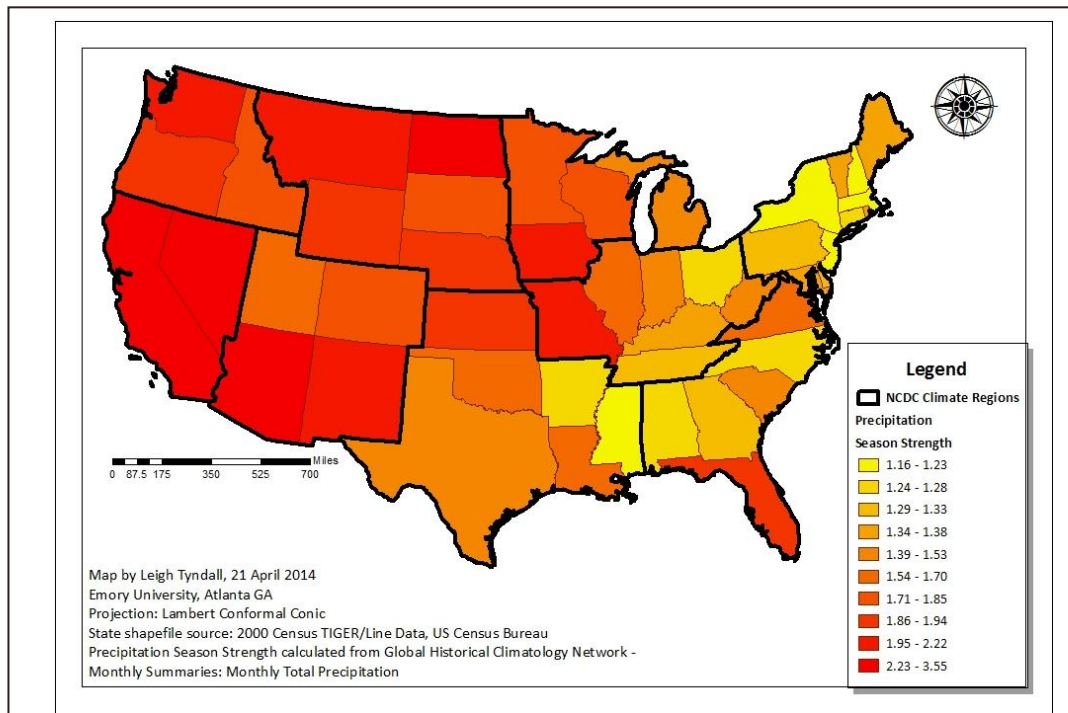 Miles
0 87.5 175 350 525 700
Map by Leigh Tyndall, 21 April 2014
Emory University, Atlanta GA
Projection: Lambert Conformal Conic
State shapefile source: 2000 Census TIGER/Line Data, US Census Bureau
Precipitation Season Strength calculated from Global Historical Climatology Network -
Monthly Summaries: Monthly Total Precipitation
Legend
NCDC Climate Regions
Precipitation
Season Strength
1.16 - 1.23
1.24 - 1.28
1.29 - 1.33
1.34 - 1.38
1.39 - 1.53
1.54 - 1.70
1.71 - 1.85
1.86 - 1.94
1.95 - 2.22
2.23 - 3.55